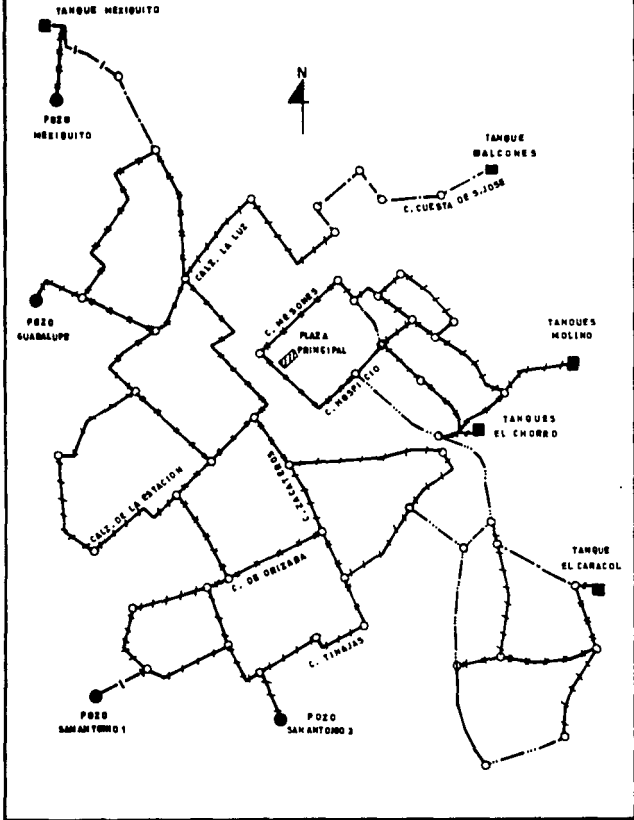 TANQUE MEXIQUITO
N
POZO
MEXIQUITO
TANQUE
BALCONES
C. CUESTA DE S. JOSE
CALZ. LA LUZ
C. MESONES
PLAZA
PRINCIPAL
POZO
GUADALUPE
TANQUES
MOLINO
C. HOSPICIO
TANQUES
EL CHORRO
C. ZACATEROS
CALZ. DE LA ESTACION
TANQUE
EL CARACOL
C. DE ORIZABA
C. TINAJAS
POZO
SAN ANTONIO 1
POZO
SAN ANTONIO 2